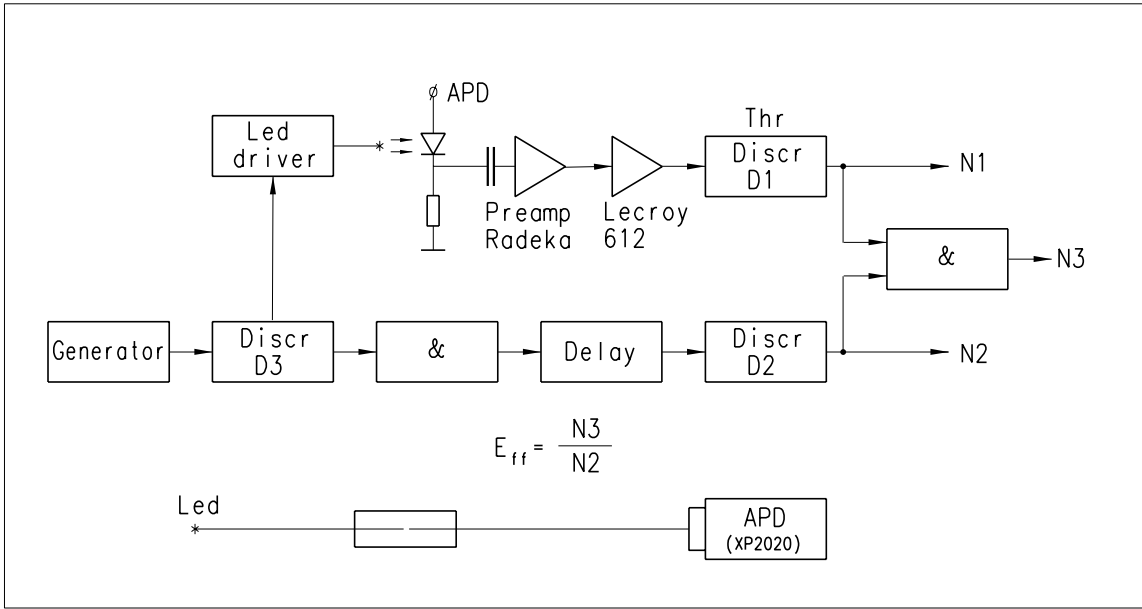 APD
Led
driver
Preamp
Radeka
Lecroy
612
Thr
Discr
D1
N1
&
N3
Generator
Discr
D3
&
Delay
Discr
D2
N2
Eff = N3
N2
Led
APD
(XP2020)